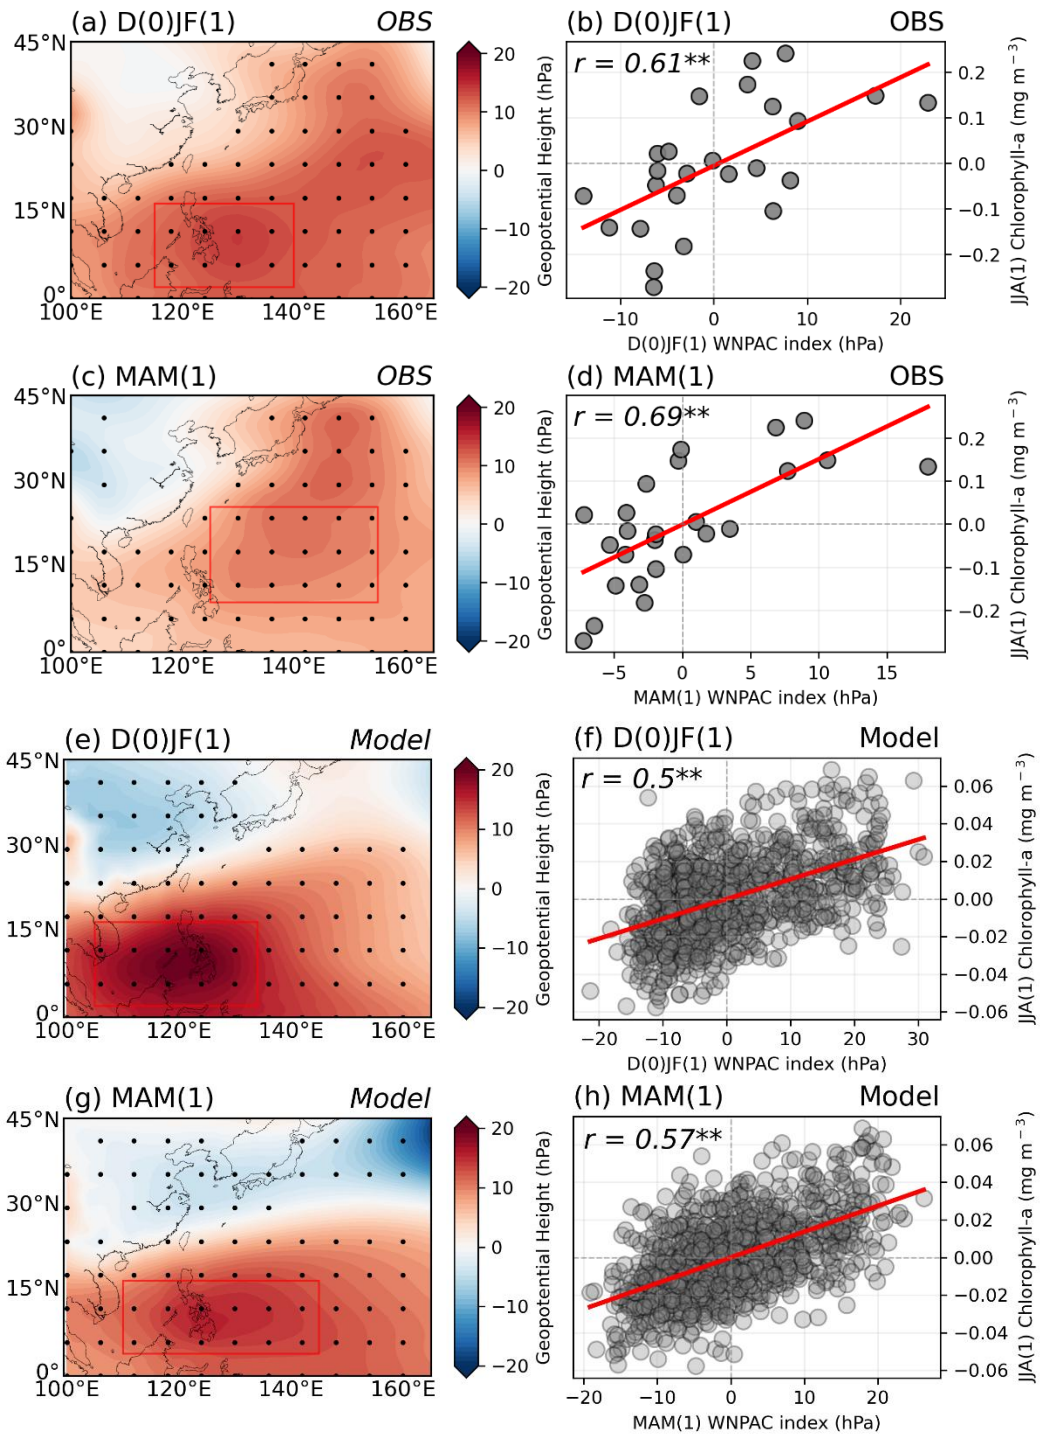 (a) D(0)JF(1) OBS
45°N
30°N
15°N
0°
100°E 120°E 140°E 160°E
20
10
0
−10
−20
Geopotential Height (hPa)
(b) D(0)JF(1) OBS
r = 0.61**
0.2
0.1
0.0
−0.1
−0.2
JJA(1) Chlorophyll-a (mg m⁻³)
−10 0 10 20
D(0)JF(1) WNPAC index (hPa)
(c) MAM(1) OBS
45°N
30°N
15°N
0°
100°E 120°E 140°E 160°E
20
10
0
−10
−20
Geopotential Height (hPa)
(d) MAM(1) OBS
r = 0.69**
0.2
0.1
0.0
−0.1
−0.2
JJA(1) Chlorophyll-a (mg m⁻³)
−5 0 5 10 15
MAM(1) WNPAC index (hPa)
(e) D(0)JF(1) Model
45°N
30°N
15°N
0°
100°E 120°E 140°E 160°E
20
10
0
−10
−20
Geopotential Height (hPa)
(f) D(0)JF(1) Model
r = 0.5**
0.06
0.04
0.02
0.00
−0.02
−0.04
−0.06
JJA(1) Chlorophyll-a (mg m⁻³)
−20 −10 0 10 20 30
D(0)JF(1) WNPAC index (hPa)
(g) MAM(1) Model
45°N
30°N
15°N
0°
100°E 120°E 140°E 160°E
20
10
0
−10
−20
Geopotential Height (hPa)
(h) MAM(1) Model
r = 0.57**
0.06
0.04
0.02
0.00
−0.02
−0.04
−0.06
JJA(1) Chlorophyll-a (mg m⁻³)
−20 −10 0 10 20
MAM(1) WNPAC index (hPa)